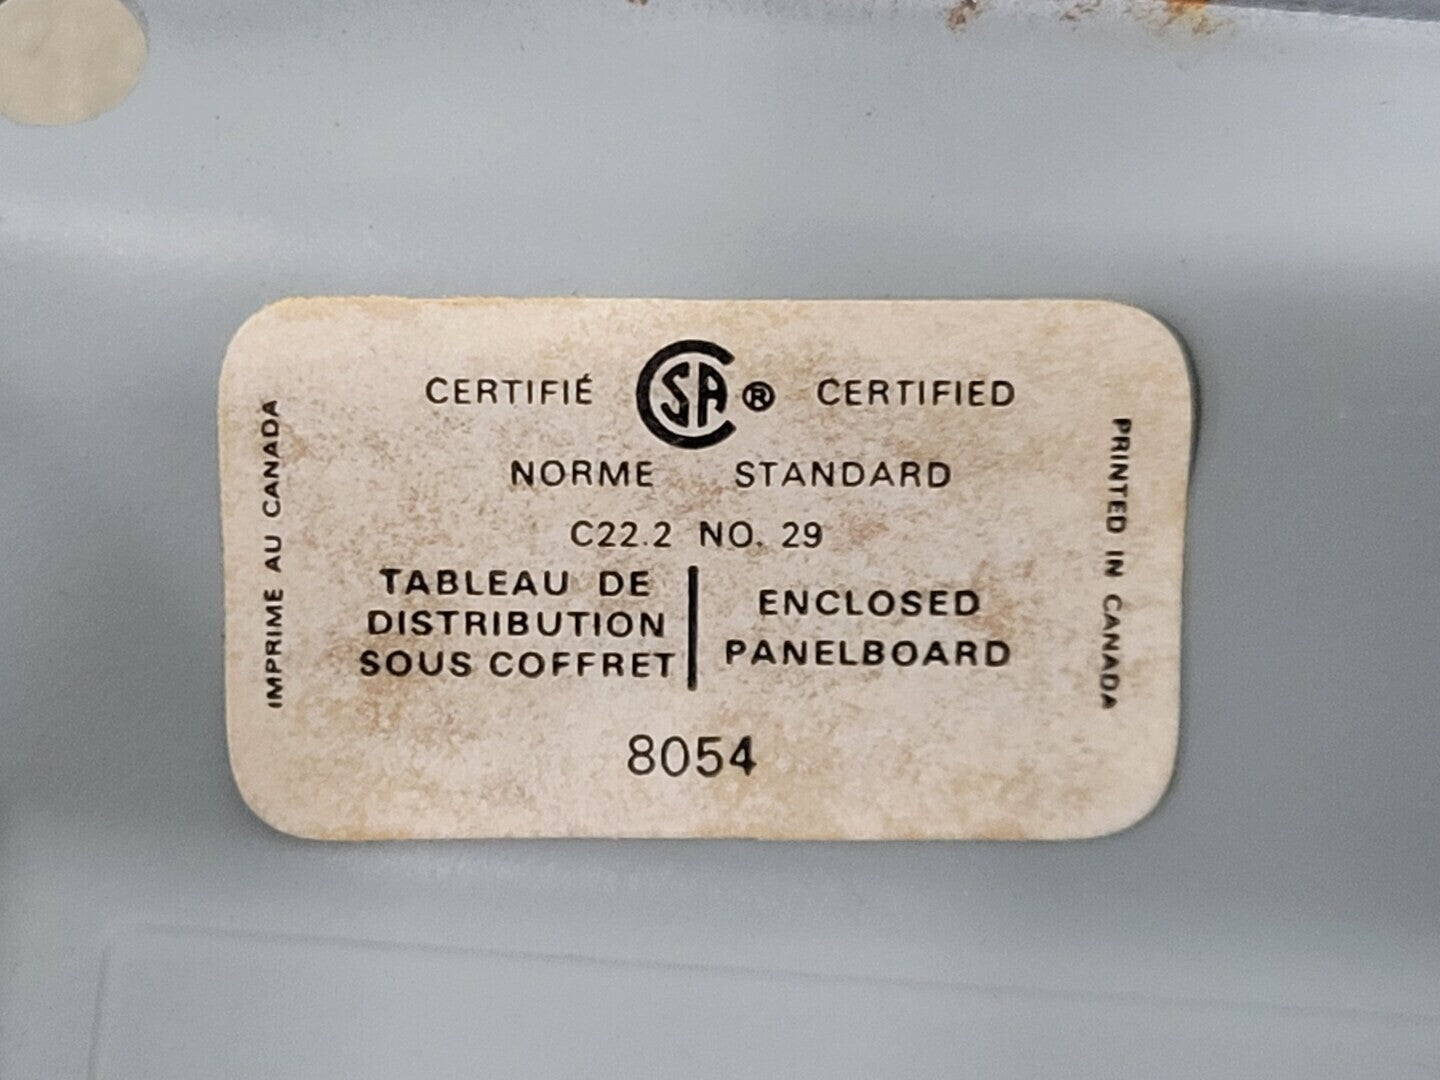 CERTIFIÉ CSA ® CERTIFIED
NORME STANDARD
C22.2 NO. 29
TABLEAU DE
DISTRIBUTION
SOUS COFFRET
ENCLOSED
PANELBOARD
8054
IMPRIME AU CANADA
PRINTED IN CANADA